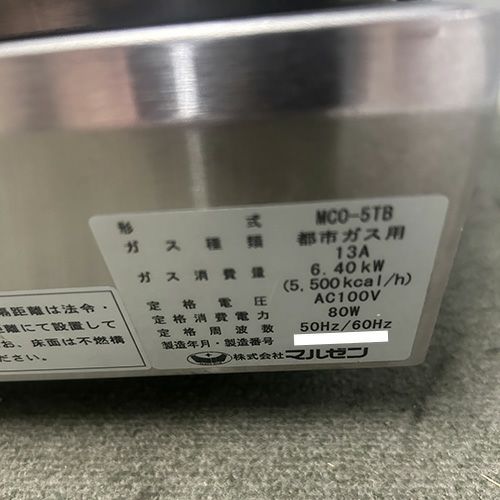 形式 MCO-5TB
ガス種類 都市ガス用
13A
ガス消費量 6.40kW
(5,500kcal/h)
定格電圧 AC100V
定格消費電力 80W
定格周波数 50Hz/60Hz
製造年月・製造番号
株式会社マルゼン
隔距離は法令・
距離にて設置して
お、床面は不燃構
ださい。